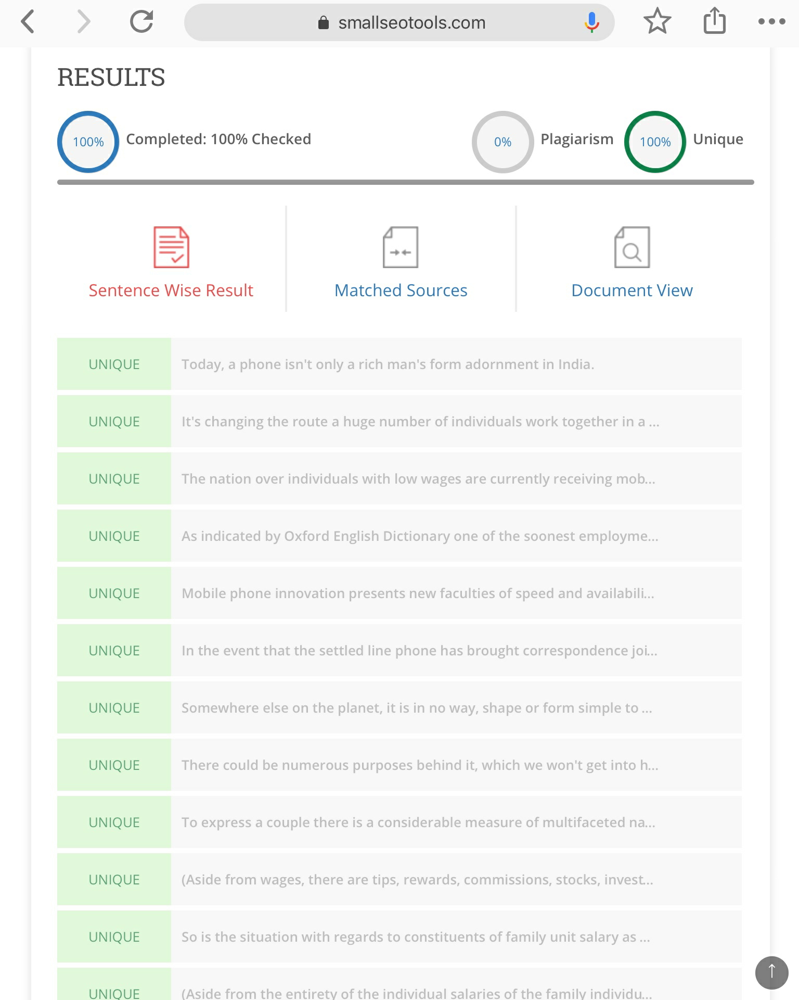 smallseotools.com
RESULTS
100% Completed: 100% Checked 0% Plagiarism 100% Unique
Sentence Wise Result Matched Sources Document View
UNIQUE Today, a phone isn't only a rich man's form adornment in India.
UNIQUE It's changing the route a huge number of individuals work together in a ...
UNIQUE The nation over individuals with low wages are currently receiving mob...
UNIQUE As indicated by Oxford English Dictionary one of the soonest employme...
UNIQUE Mobile phone innovation presents new faculties of speed and availabili...
UNIQUE In the event that the settled line phone has brought correspondence joi...
UNIQUE Somewhere else on the planet, it is in no way, shape or form simple to ...
UNIQUE There could be numerous purposes behind it, which we won't get into h...
UNIQUE To express a couple there is a considerable measure of multifaceted na...
UNIQUE (Aside from wages, there are tips, rewards, commissions, stocks, invest...
UNIQUE So is the situation with regards to constituents of family unit salary as ...
UNIQUE (Aside from the entirety of the individual salaries of the family individu...